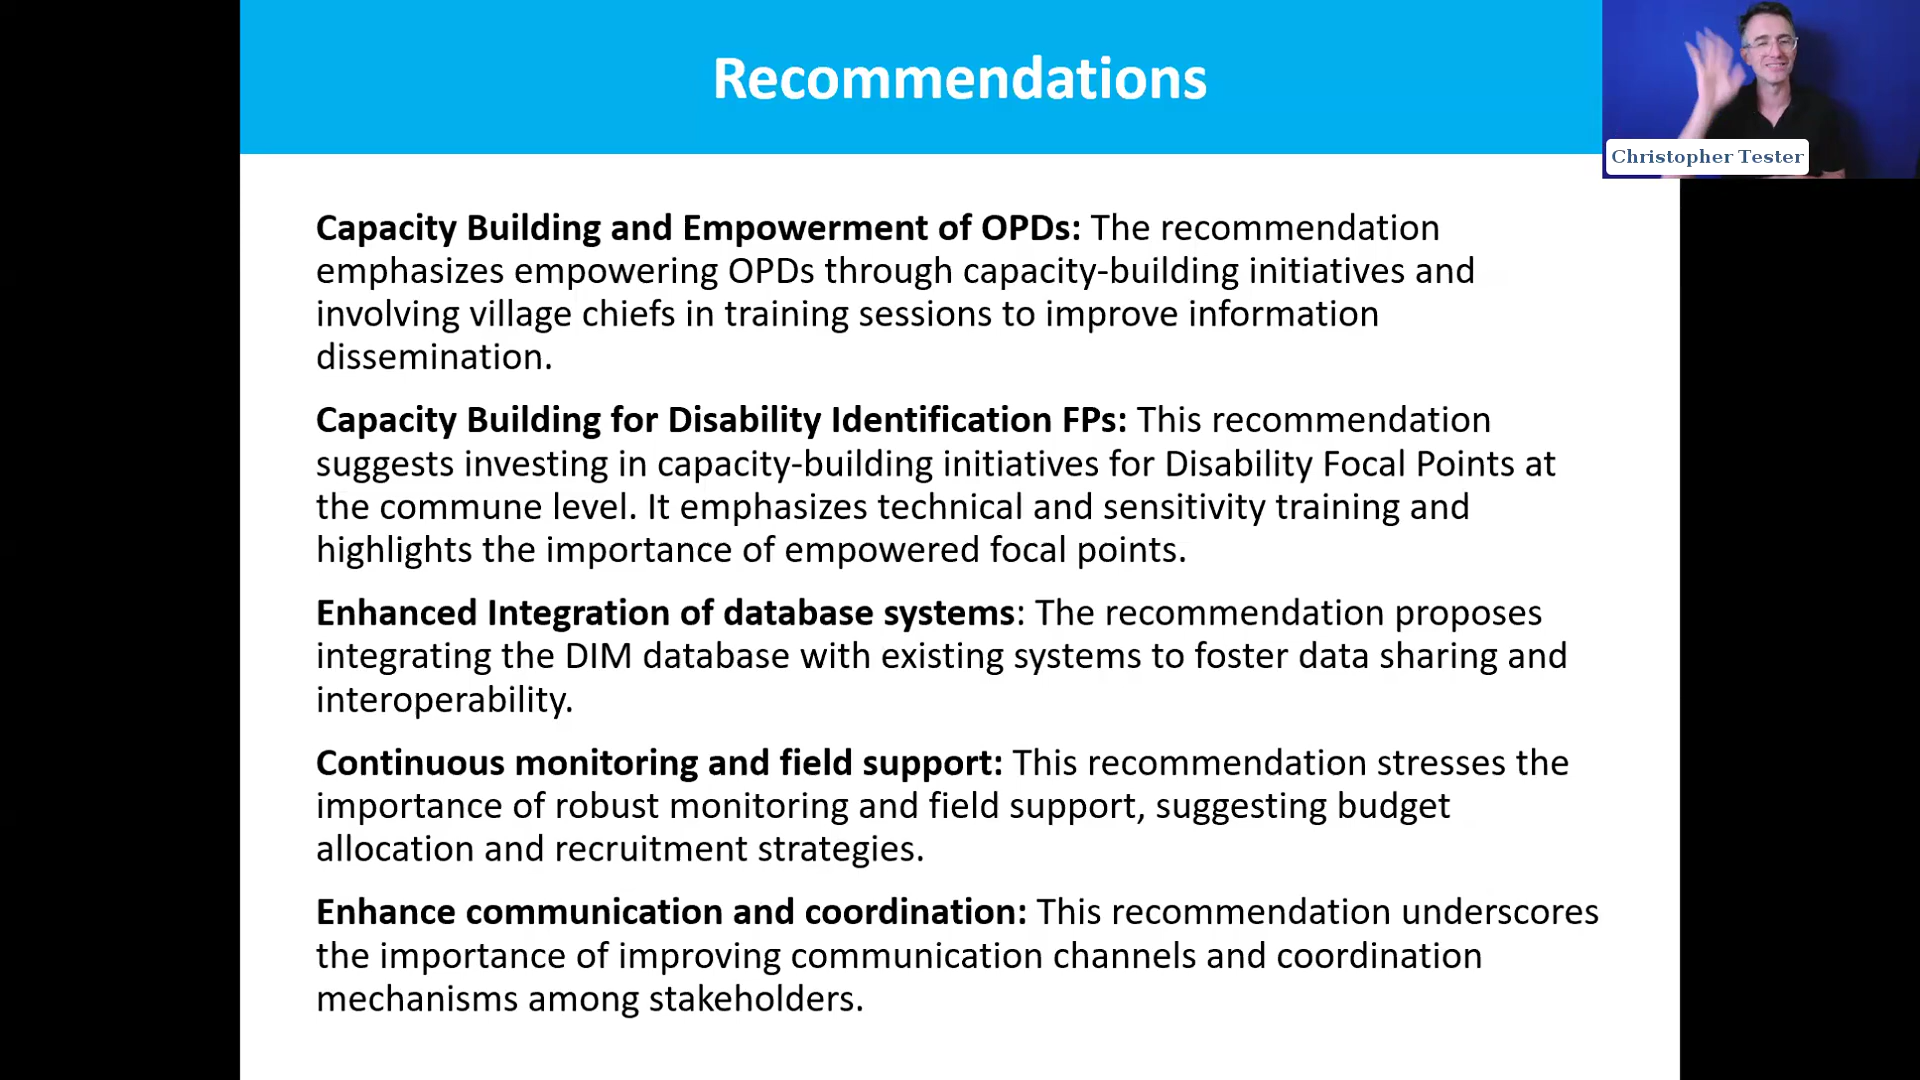 Recommendations
Christopher Tester
Capacity Building and Empowerment of OPDs: The recommendation
emphasizes empowering OPDs through capacity-building initiatives and
involving village chiefs in training sessions to improve information
dissemination.
Capacity Building for Disability Identification FPs: This recommendation
suggests investing in capacity-building initiatives for Disability Focal Points at
the commune level. It emphasizes technical and sensitivity training and
highlights the importance of empowered focal points.
Enhanced Integration of database systems: The recommendation proposes
integrating the DIM database with existing systems to foster data sharing and
interoperability.
Continuous monitoring and field support: This recommendation stresses the
importance of robust monitoring and field support, suggesting budget
allocation and recruitment strategies.
Enhance communication and coordination: This recommendation underscores
the importance of improving communication channels and coordination
mechanisms among stakeholders.